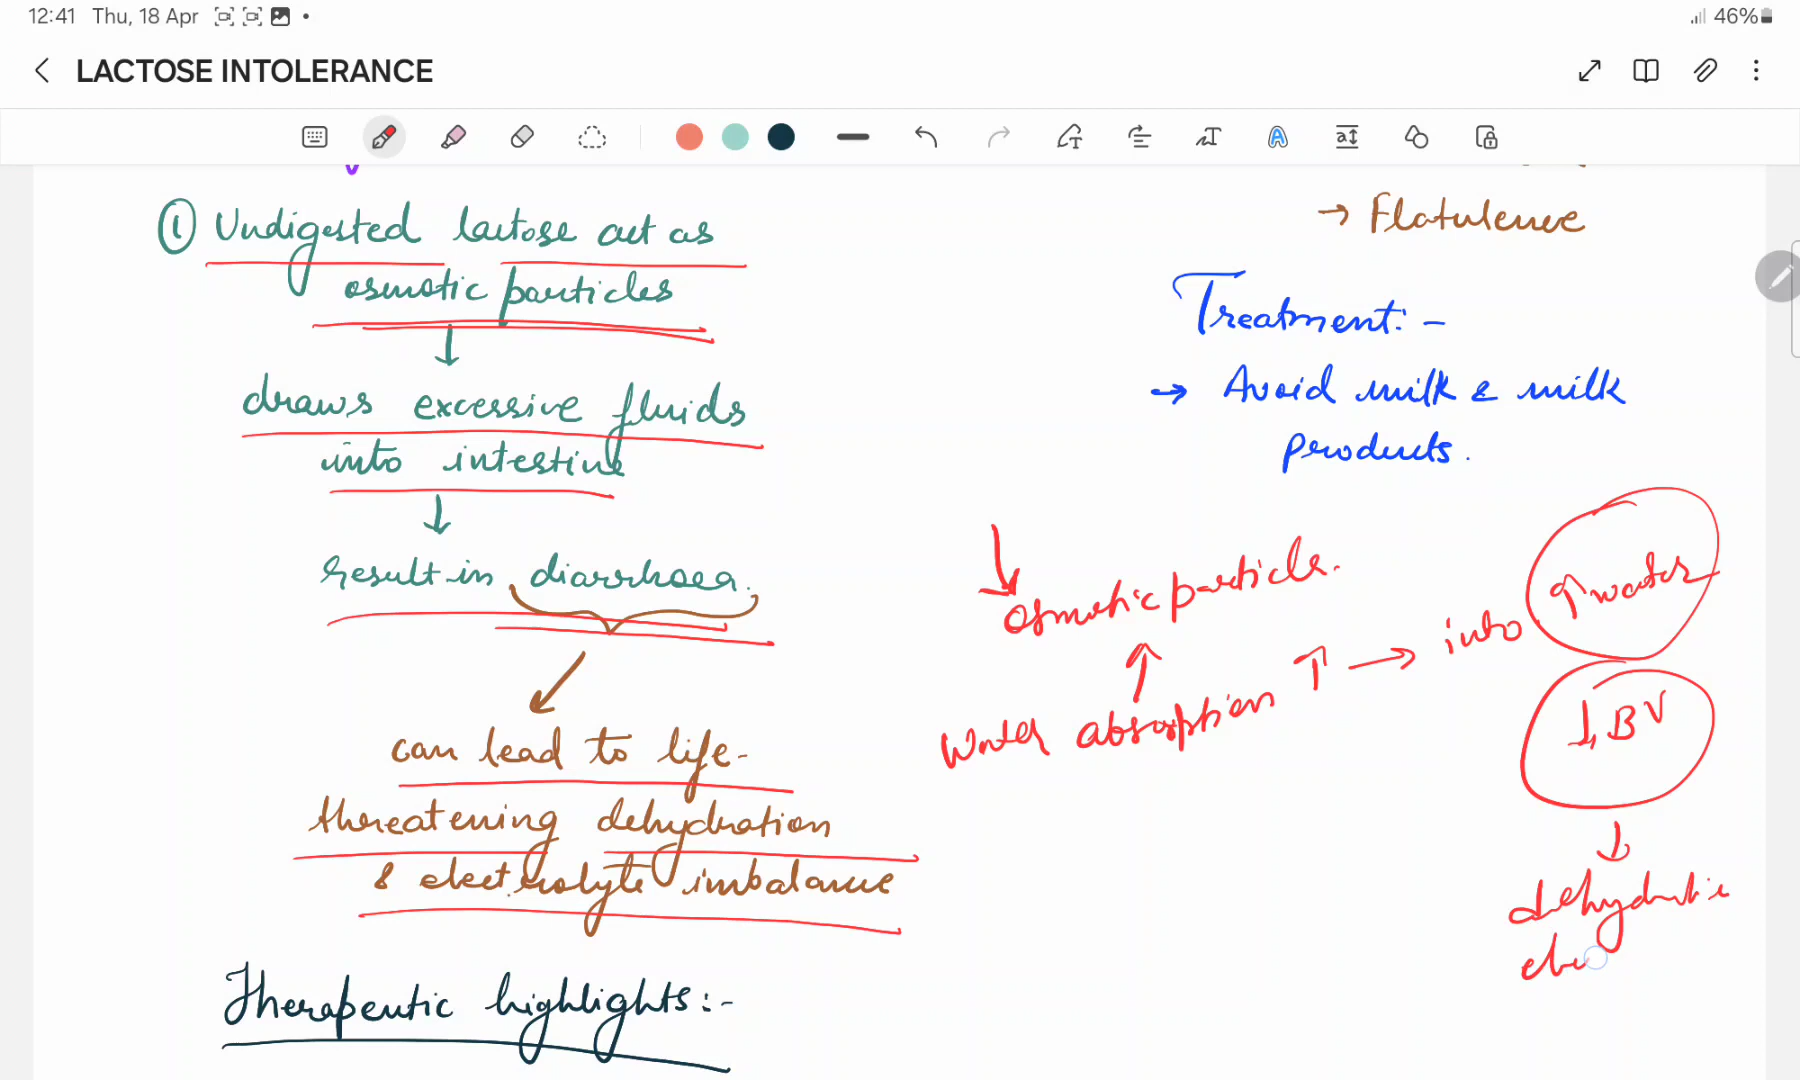 12:41 Thu, 18 Apr
46%
LACTOSE INTOLERANCE
① Undigested lactose act as
osmotic particles
↓
draws excessive fluids
into intestine
↓
result in diarrhoea.
can lead to life-
threatening dehydration
& electrolyte imbalance
Therapeutic highlights:-
→ Flatulence
Treatment:-
→ Avoid milk & milk
products.
↓
osmotic particle.
↑
Water absorption ↑ → into
↑ water
↓ BV
↓